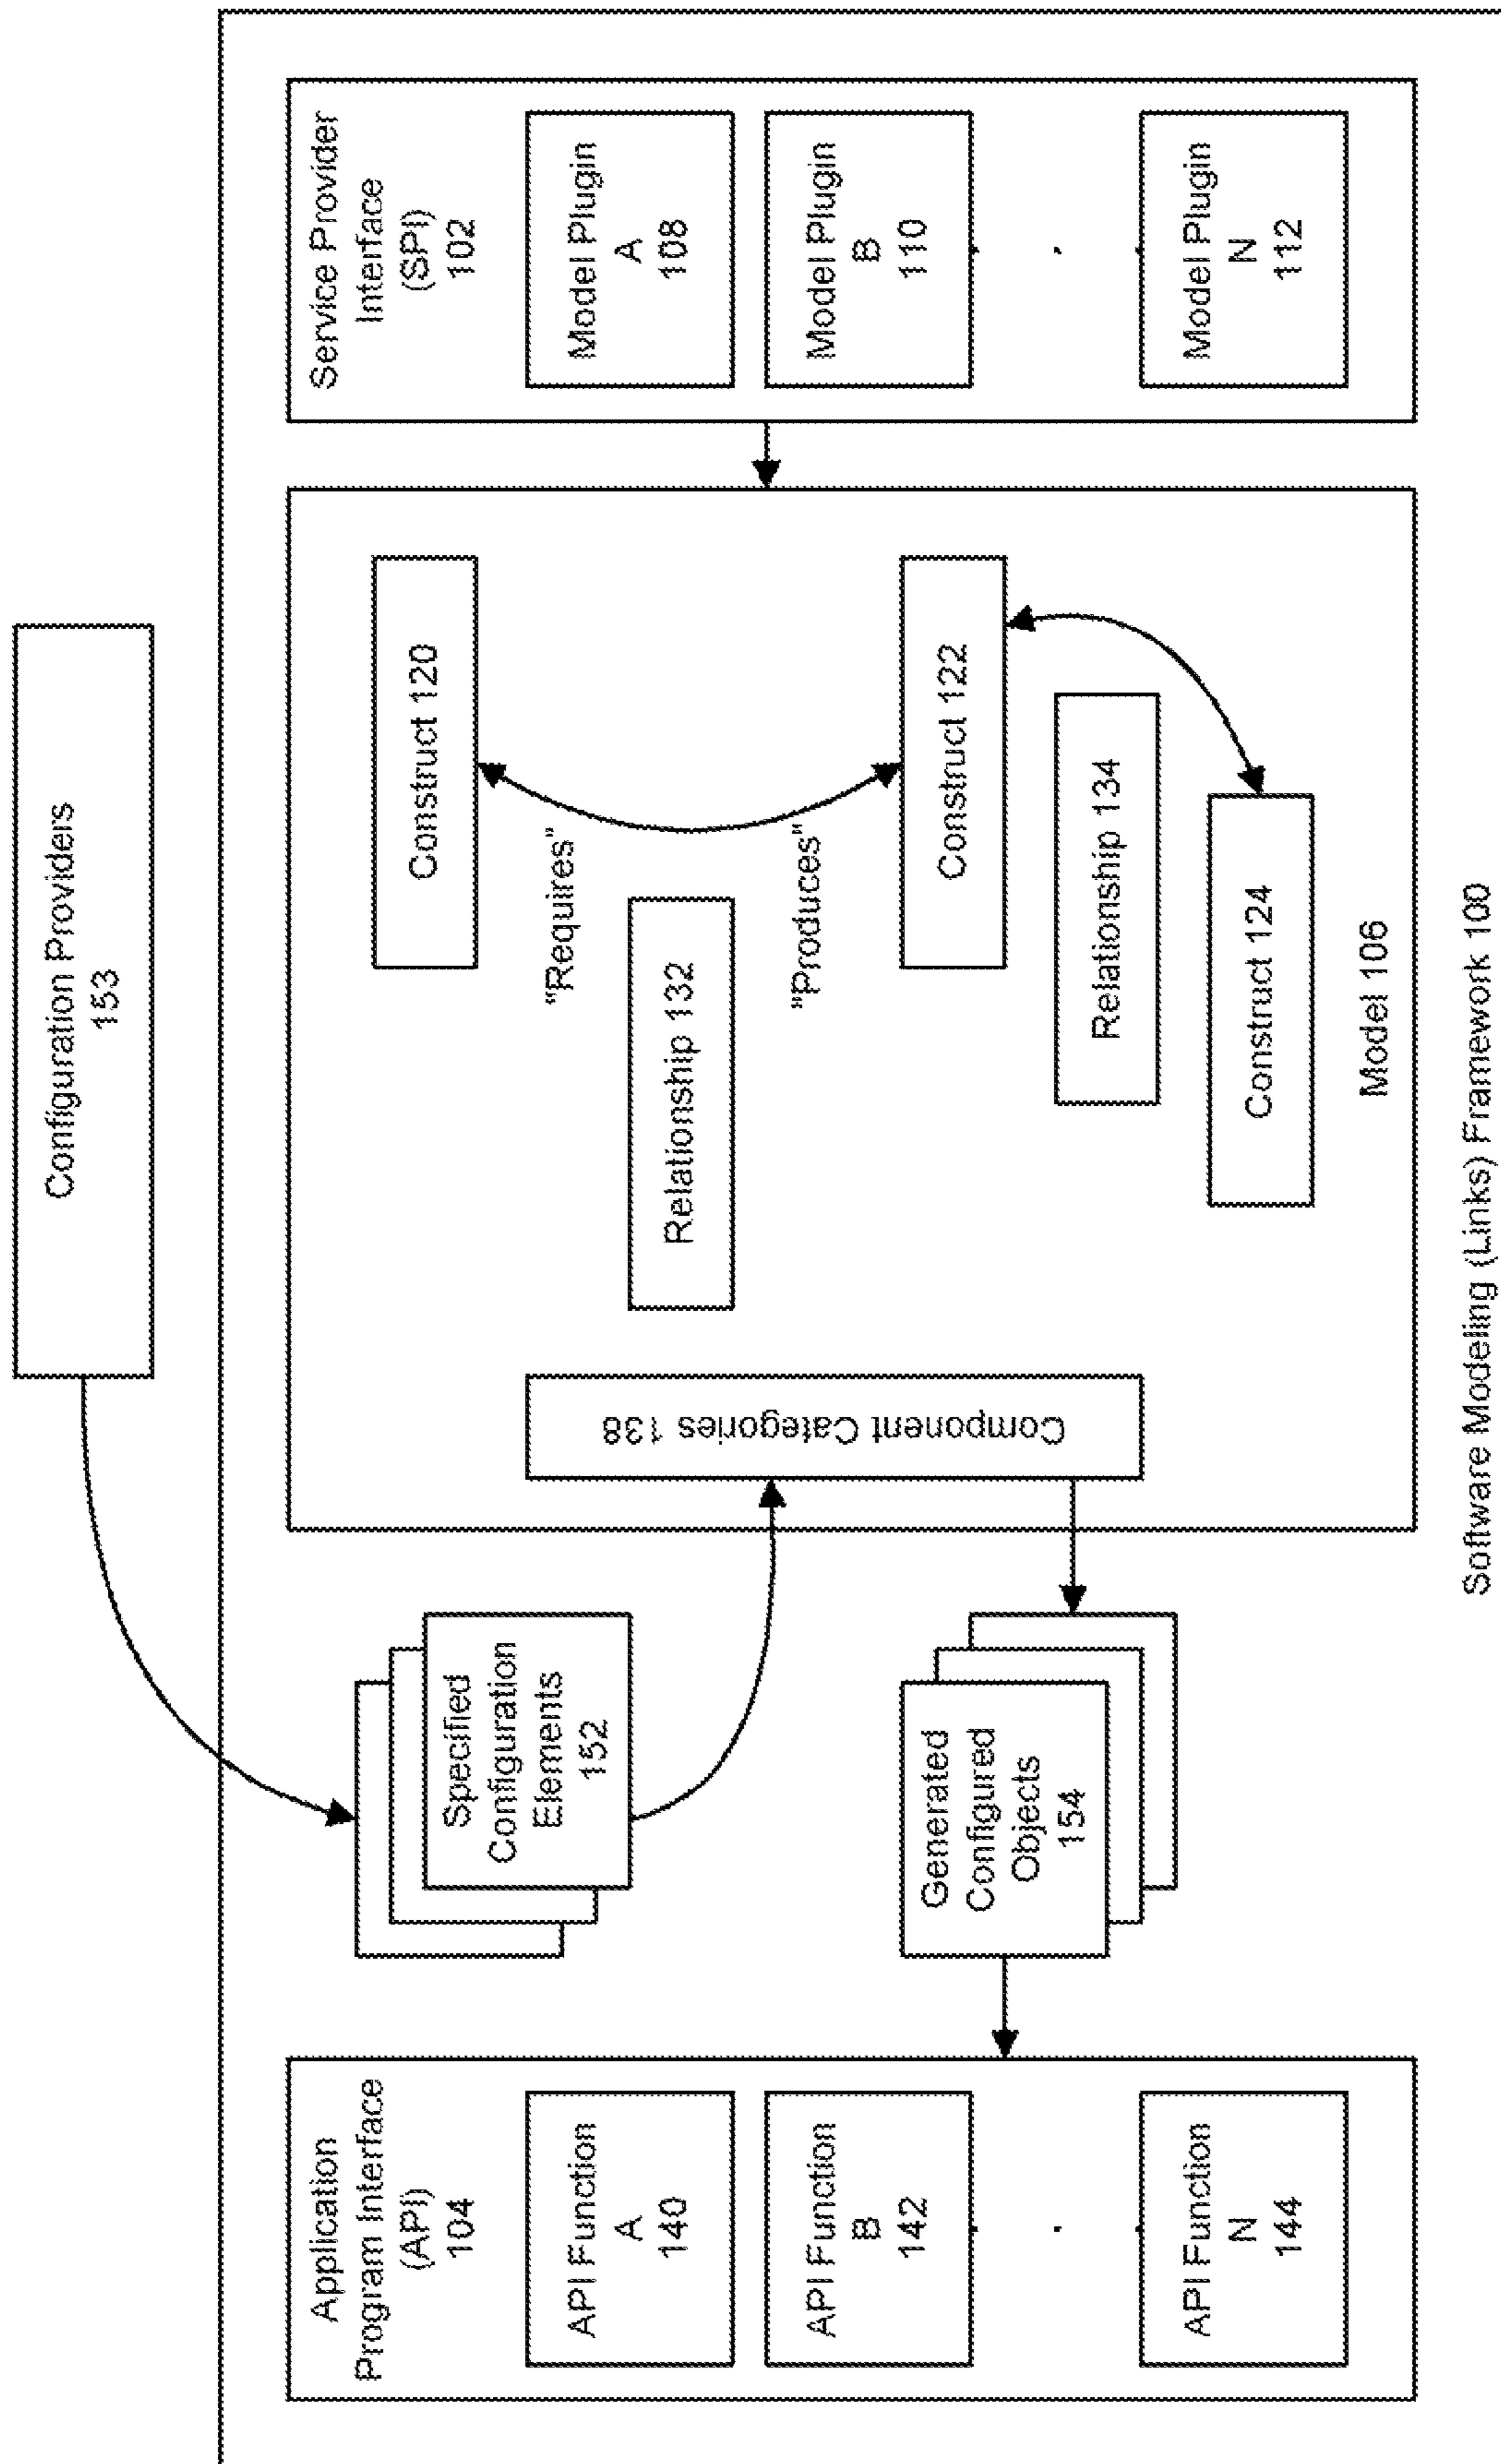 Configuration Providers
153
Application
Program Interface
(API)
104
API Function
A
140
API Function
B
142
.
.
.
API Function
N
144
Specified
Configuration
Elements
152
Generated
Configured
Objects
154
Component Categories 138
Construct 120
"Requires"
Relationship 132
"Produces"
Construct 122
Relationship 134
Construct 124
Model 106
Service Provider
Interface
(SPI)
102
Model Plugin
A
108
Model Plugin
B
110
.
.
.
Model Plugin
N
112
Software Modeling (Links) Framework 100